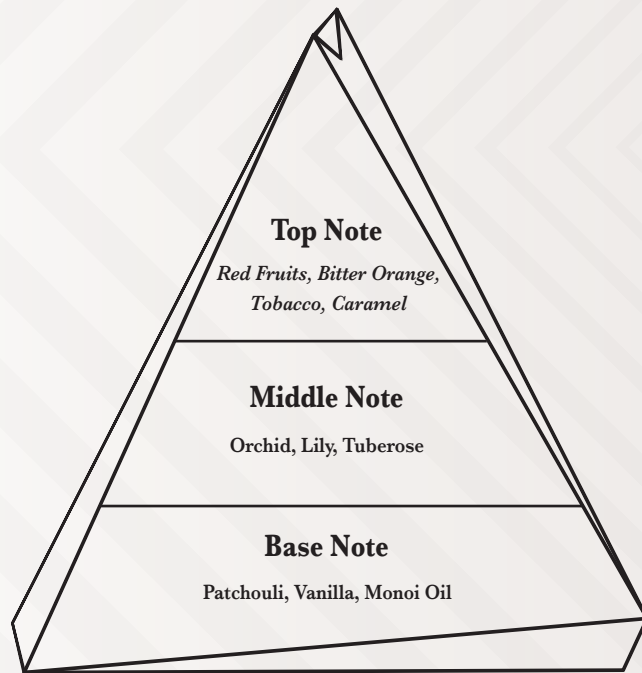 Top Note
Red Fruits, Bitter Orange,
Tobacco, Caramel
Middle Note
Orchid, Lily, Tuberose
Base Note
Patchouli, Vanilla, Monoi Oil